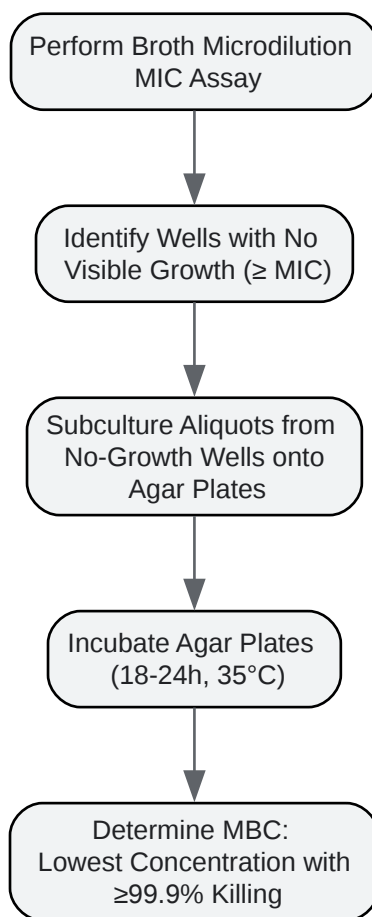 Perform Broth Microdilution
MIC Assay
Identify Wells with No
Visible Growth (≥ MIC)
Subculture Aliquots from
No-Growth Wells onto
Agar Plates
Incubate Agar Plates
(18-24h, 35°C)
Determine MBC:
Lowest Concentration with
≥99.9% Killing